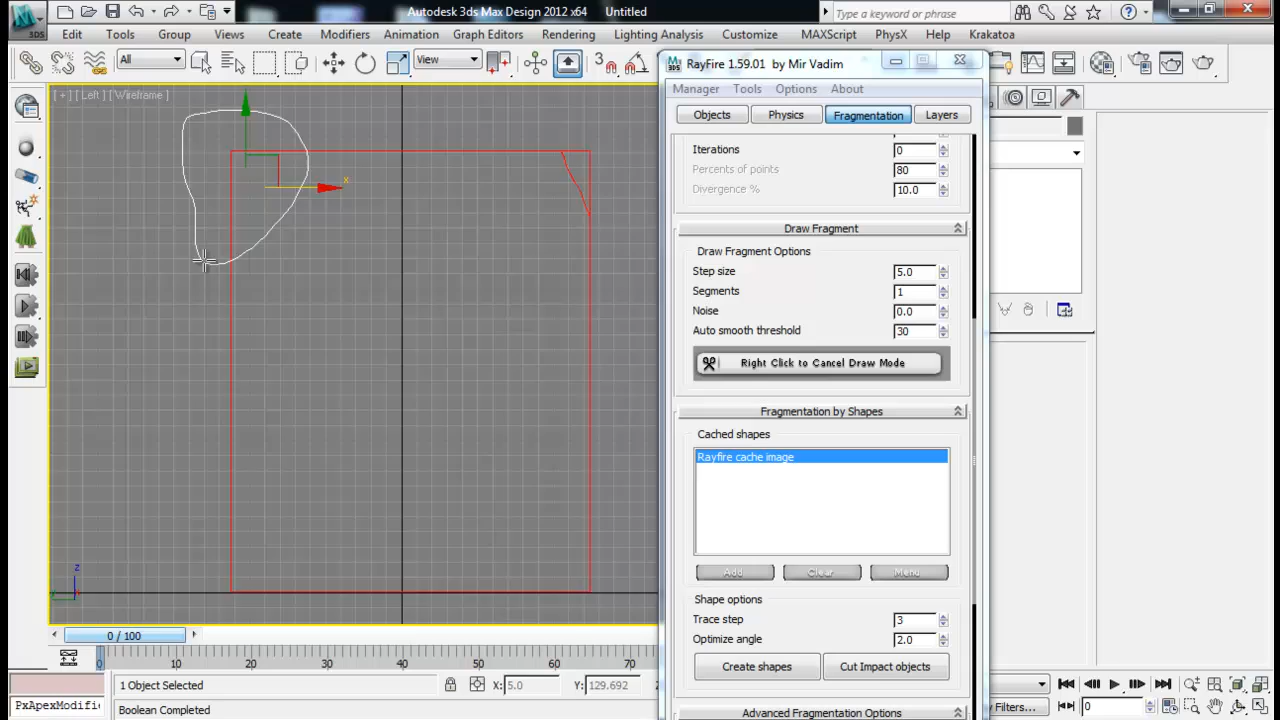 Autodesk 3ds Max Design 2012 x64 Untitled
Type a keyword or phrase
3DS
Edit Tools Group Views Create Modifiers Animation Graph Editors Rendering Lighting Analysis Customize MAXScript PhysX Help Krakatoa
All
View
3
[ + ] [ Left ] [ Wireframe ]
RayFire 1.59.01 by Mir Vadim
Manager Tools Options About
Objects Physics Fragmentation Layers
Iterations 0
Percents of points 80
Divergence % 10.0
Draw Fragment
Draw Fragment Options
Step size 5.0
Segments 1
Noise 0.0
Auto smooth threshold 30
Right Click to Cancel Draw Mode
Fragmentation by Shapes
Cached shapes
Rayfire cache image
Add Clear Menu
Shape options
Trace step 3
Optimize angle 2.0
Create shapes Cut Impact objects
Advanced Fragmentation Options
x
z
0 / 100
0 10 20 30 40 50 60 70
1 Object Selected X: 5.0 Y: 129.692
PxApexModifi Boolean Completed
Filters...
0